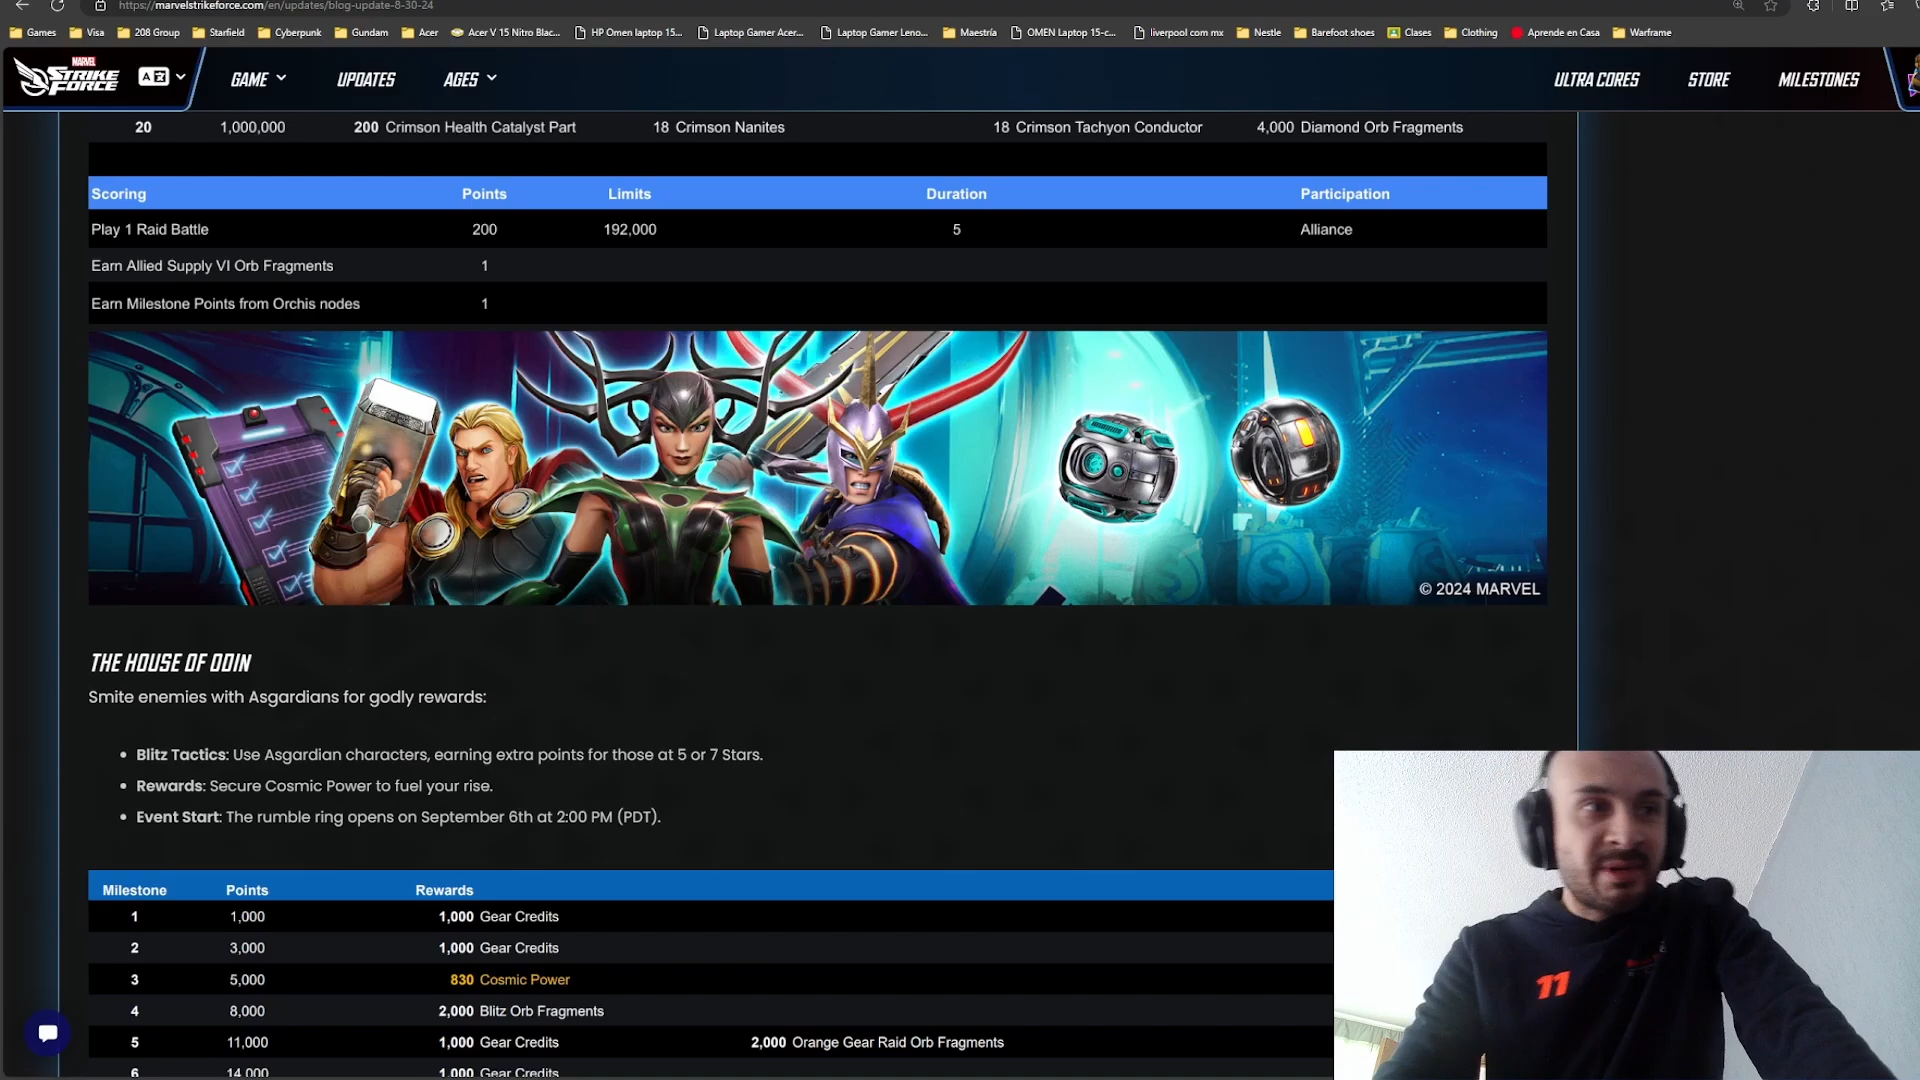 https://marvelstrikeforce.com/en/updates/blog-update-8-30-24
Games Visa 208 Group Starfield Cyberpunk Gundam Acer Acer V 15 Nitro Blac... HP Omen laptop 15... Laptop Gamer Acer... Laptop Gamer Leno... Maestría OMEN Laptop 15-c... liverpool com mx Nestle Barefoot shoes Clases Clothing Aprende en Casa Warframe
MARVEL STRIKE FORCE GAME UPDATES AGES ULTRA CORES STORE MILESTONES
20 1,000,000 200 Crimson Health Catalyst Part 18 Crimson Nanites 18 Crimson Tachyon Conductor 4,000 Diamond Orb Fragments
Scoring Points Limits Duration Participation
Play 1 Raid Battle 200 192,000 5 Alliance
Earn Allied Supply VI Orb Fragments 1
Earn Milestone Points from Orchis nodes 1
© 2024 MARVEL
THE HOUSE OF ODIN
Smite enemies with Asgardians for godly rewards:
• Blitz Tactics: Use Asgardian characters, earning extra points for those at 5 or 7 Stars.
• Rewards: Secure Cosmic Power to fuel your rise.
• Event Start: The rumble ring opens on September 6th at 2:00 PM (PDT).
Milestone Points Rewards
1 1,000 1,000 Gear Credits
2 3,000 1,000 Gear Credits
3 5,000 830 Cosmic Power
4 8,000 2,000 Blitz Orb Fragments
5 11,000 1,000 Gear Credits 2,000 Orange Gear Raid Orb Fragments
6 14,000 1,000 Gear Credits
11